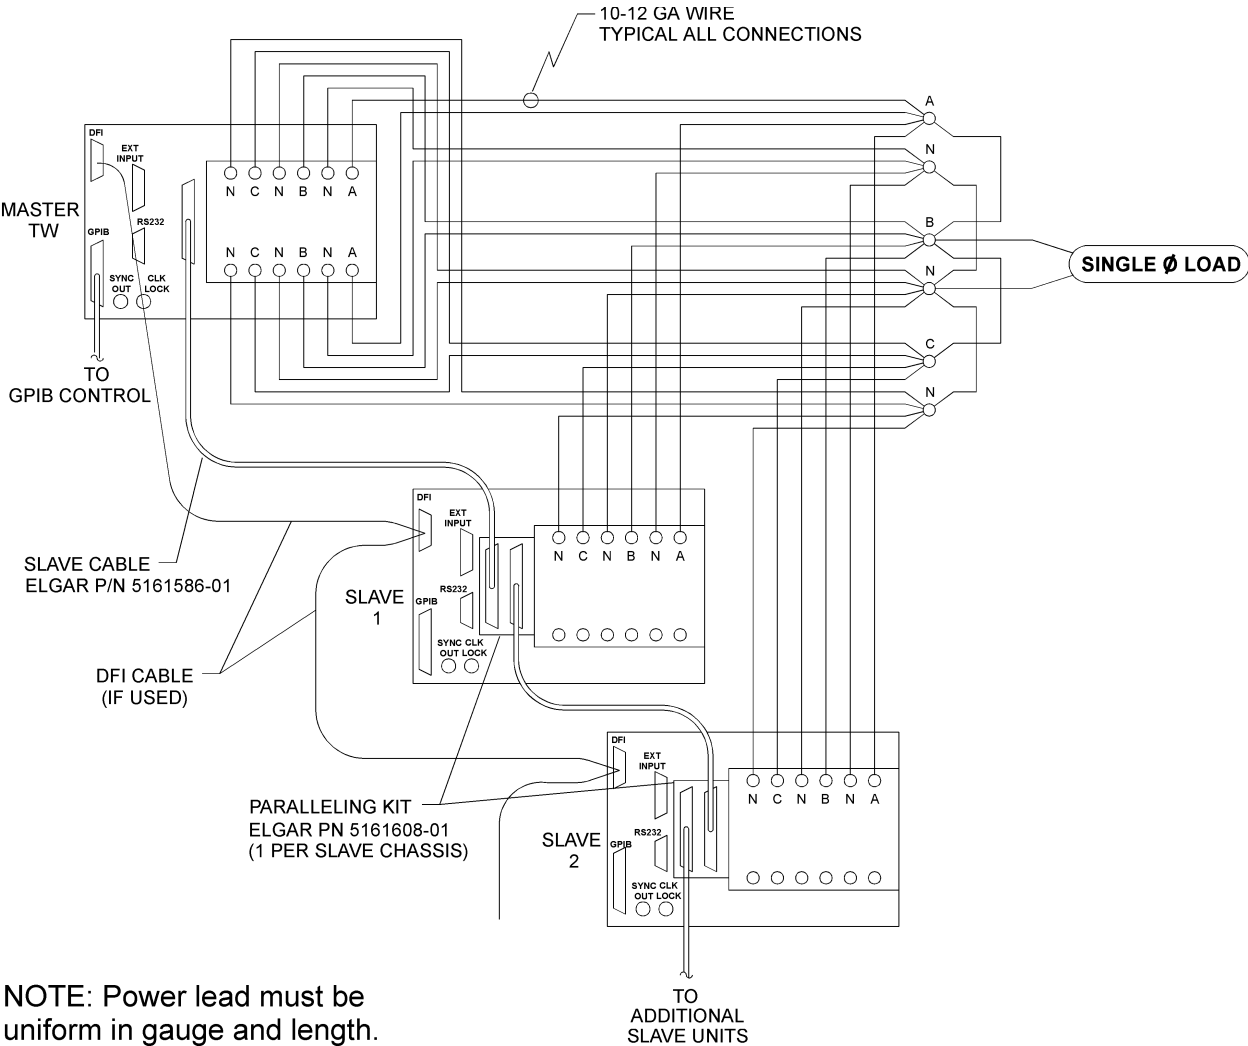 10-12 GA WIRE
TYPICAL ALL CONNECTIONS
A
N
B
N
C
N
SINGLE Ø LOAD
MASTER
TW
DFI
EXT
INPUT
RS232
GPIB
SYNC
OUT
CLK
LOCK
N C N B N A
N C N B N A
TO
GPIB CONTROL
SLAVE CABLE
ELGAR P/N 5161586-01
DFI CABLE
(IF USED)
SLAVE
1
DFI
EXT
INPUT
RS232
GPIB
SYNC CLK
OUT LOCK
N C N B N A
PARALLELING KIT
ELGAR PN 5161608-01
(1 PER SLAVE CHASSIS)
SLAVE
2
DFI
EXT
INPUT
RS232
GPIB
SYNC CLK
OUT LOCK
N C N B N A
TO
ADDITIONAL
SLAVE UNITS
NOTE: Power lead must be
uniform in gauge and length.